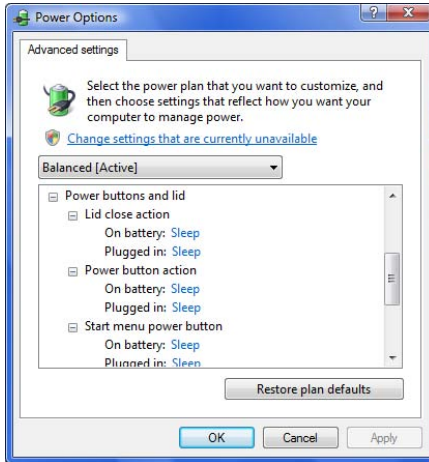 Power Options
Advanced settings
Select the power plan that you want to customize, and
then choose settings that reflect how you want your
computer to manage power.
Change settings that are currently unavailable
Balanced [Active]
Power buttons and lid
Lid close action
On battery: Sleep
Plugged in: Sleep
Power button action
On battery: Sleep
Plugged in: Sleep
Start menu power button
On battery: Sleep
Plugged in: Sleep
Restore plan defaults
OK Cancel Apply